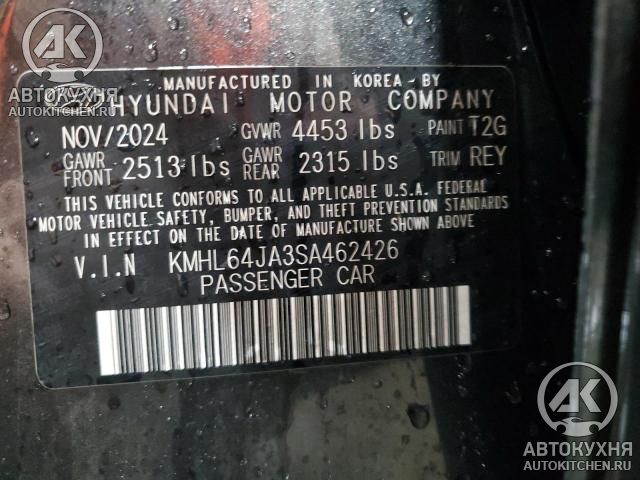 AK
АВТОКУХНЯ
AUTOKITCHEN.RU
MANUFACTURED IN KOREA-BY
HYUNDAI MOTOR COMPANY
NOV/2024 GVWR 4453 lbs PAINT T2G
GAWR FRONT 2513 lbs GAWR REAR 2315 lbs TRIM REY
THIS VEHICLE CONFORMS TO ALL APPLICABLE U.S.A. FEDERAL
MOTOR VEHICLE SAFETY, BUMPER, AND THEFT PREVENTION STANDARDS
IN EFFECT ON THE DATE OF MANUFACTURE SHOWN ABOVE.
V.I.N KMHL64JA3SA462426
PASSENGER CAR
AK
АВТОКУХНЯ
AUTOKITCHEN.RU